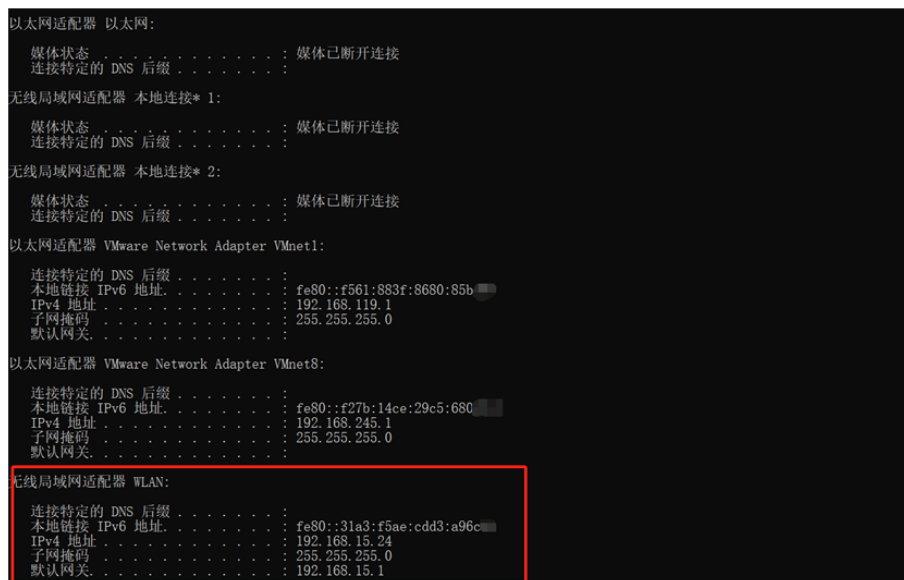 以太网适配器 以太网:
媒体状态 . . . . . . . . . . . . : 媒体已断开连接
连接特定的 DNS 后缀 . . . . . . . :
无线局域网适配器 本地连接* 1:
媒体状态 . . . . . . . . . . . . : 媒体已断开连接
连接特定的 DNS 后缀 . . . . . . . :
无线局域网适配器 本地连接* 2:
媒体状态 . . . . . . . . . . . . : 媒体已断开连接
连接特定的 DNS 后缀 . . . . . . . :
以太网适配器 VMware Network Adapter VMnet1:
连接特定的 DNS 后缀 . . . . . . . :
本地链接 IPv6 地址. . . . . . . . : fe80::f561:883f:8680:85b
IPv4 地址 . . . . . . . . . . . . : 192.168.119.1
子网掩码 . . . . . . . . . . . . : 255.255.255.0
默认网关. . . . . . . . . . . . . :
以太网适配器 VMware Network Adapter VMnet8:
连接特定的 DNS 后缀 . . . . . . . :
本地链接 IPv6 地址. . . . . . . . : fe80::f27b:14ce:29c5:680
IPv4 地址 . . . . . . . . . . . . : 192.168.245.1
子网掩码 . . . . . . . . . . . . : 255.255.255.0
默认网关. . . . . . . . . . . . . :
无线局域网适配器 WLAN:
连接特定的 DNS 后缀 . . . . . . . :
本地链接 IPv6 地址. . . . . . . . : fe80::31a3:f5ae:cdd3:a96c
IPv4 地址 . . . . . . . . . . . . : 192.168.15.24
子网掩码 . . . . . . . . . . . . : 255.255.255.0
默认网关. . . . . . . . . . . . . : 192.168.15.1